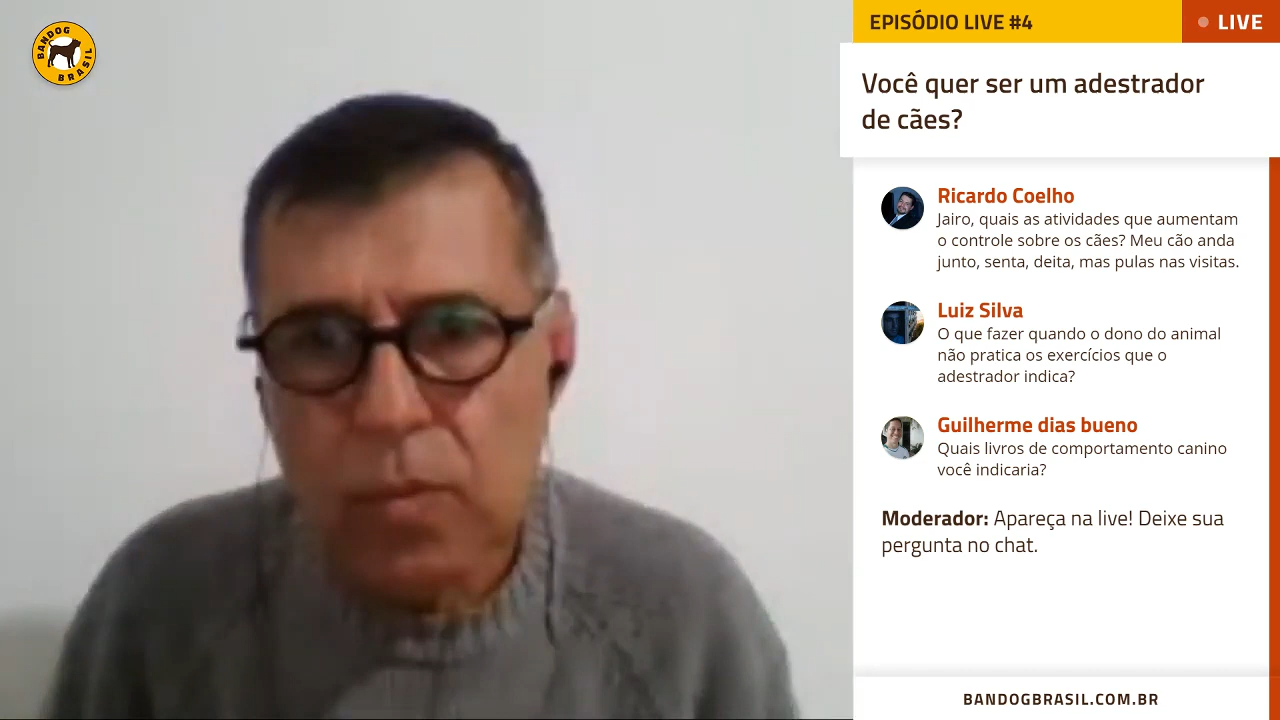 BANDOG
BRASIL
EPISÓDIO LIVE #4
LIVE
Você quer ser um adestrador
de cães?
Ricardo Coelho
Jairo, quais as atividades que aumentam
o controle sobre os cães? Meu cão anda
junto, senta, deita, mas pulas nas visitas.
Luiz Silva
O que fazer quando o dono do animal
não pratica os exercícios que o
adestrador indica?
Guilherme dias bueno
Quais livros de comportamento canino
você indicaria?
Moderador: Apareça na live! Deixe sua
pergunta no chat.
BANDOGBRASIL.COM.BR